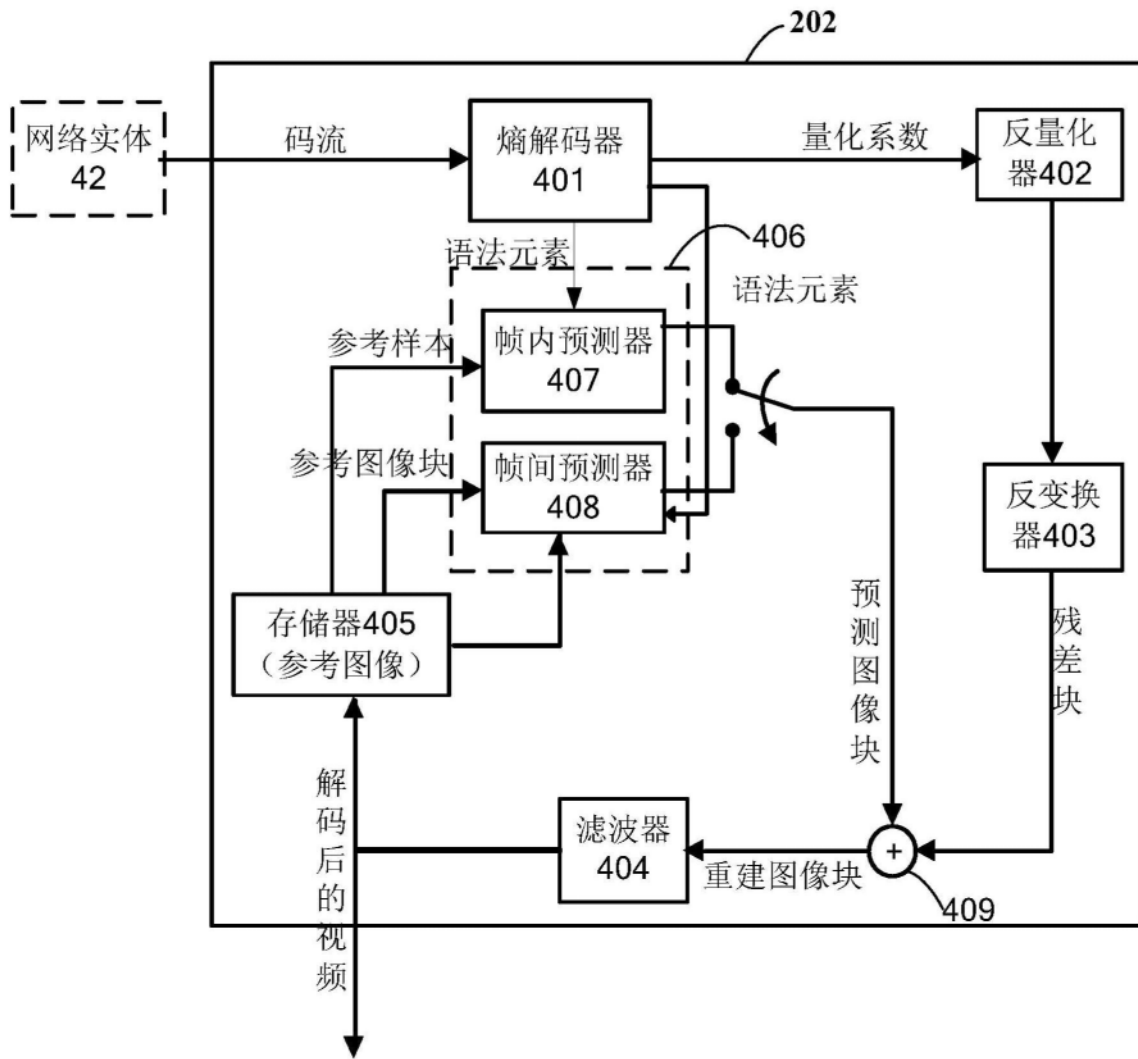 202
网络实体
42
码流
熵解码器
401
量化系数
反量化
器402
语法元素
406
语法元素
参考样本
帧内预测器
407
参考图像块
帧间预测器
408
反变换
器403
存储器405
（参考图像）
预测图像块
残差块
解码后的视频
滤波器
404
重建图像块
+
409